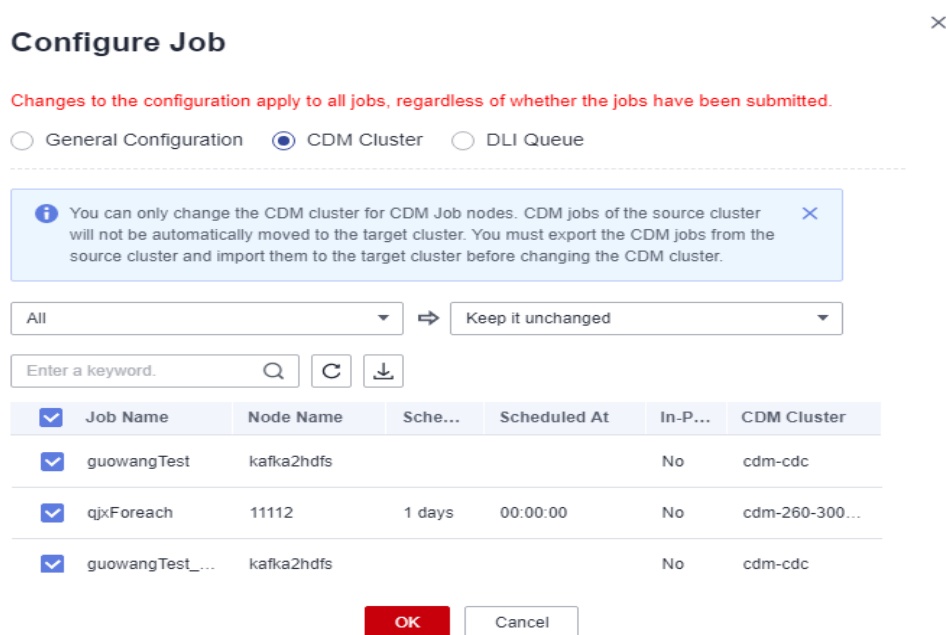 Configure Job
Changes to the configuration apply to all jobs, regardless of whether the jobs have been submitted.
General Configuration CDM Cluster DLI Queue
You can only change the CDM cluster for CDM Job nodes. CDM jobs of the source cluster
will not be automatically moved to the target cluster. You must export the CDM jobs from the
source cluster and import them to the target cluster before changing the CDM cluster.
All Keep it unchanged
Enter a keyword.
Job Name Node Name Sche... Scheduled At In-P... CDM Cluster
guowangTest kafka2hdfs No cdm-cdc
qjxForeach 11112 1 days 00:00:00 No cdm-260-300...
guowangTest_... kafka2hdfs No cdm-cdc
OK Cancel